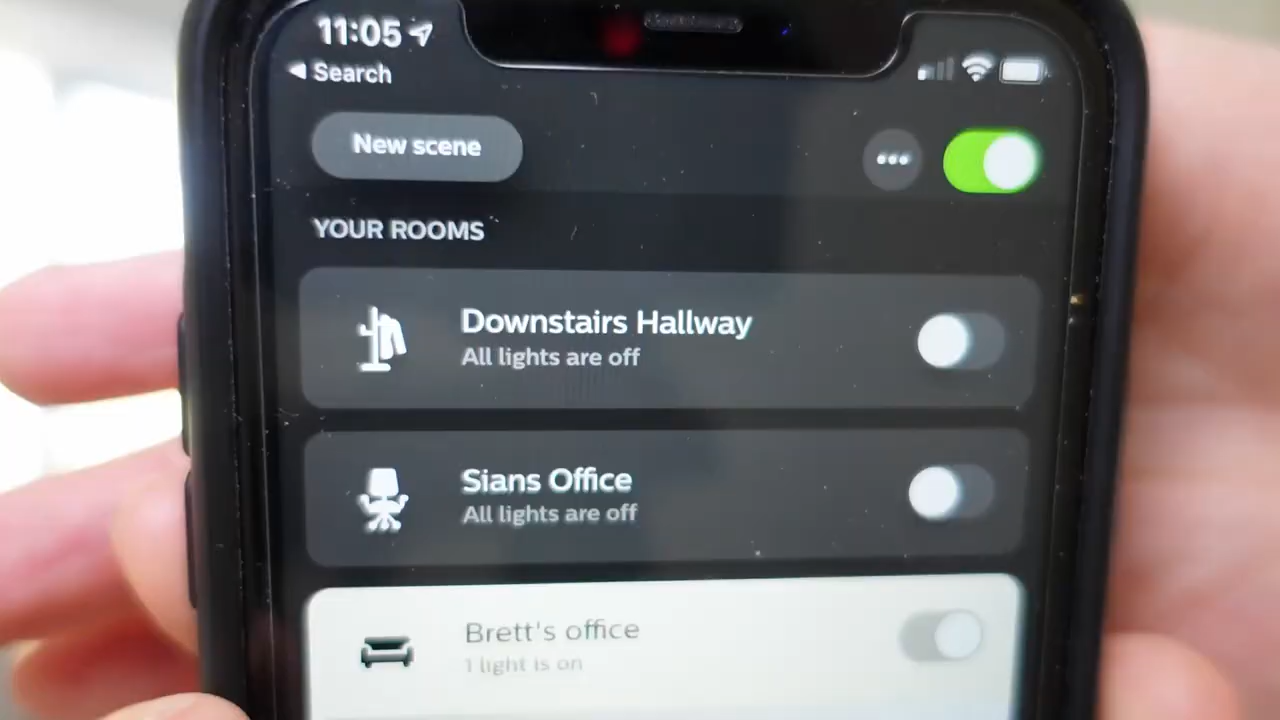 11:05
Search
New scene
YOUR ROOMS
Downstairs Hallway
All lights are off
Sians Office
All lights are off
Brett's office
1 light is on